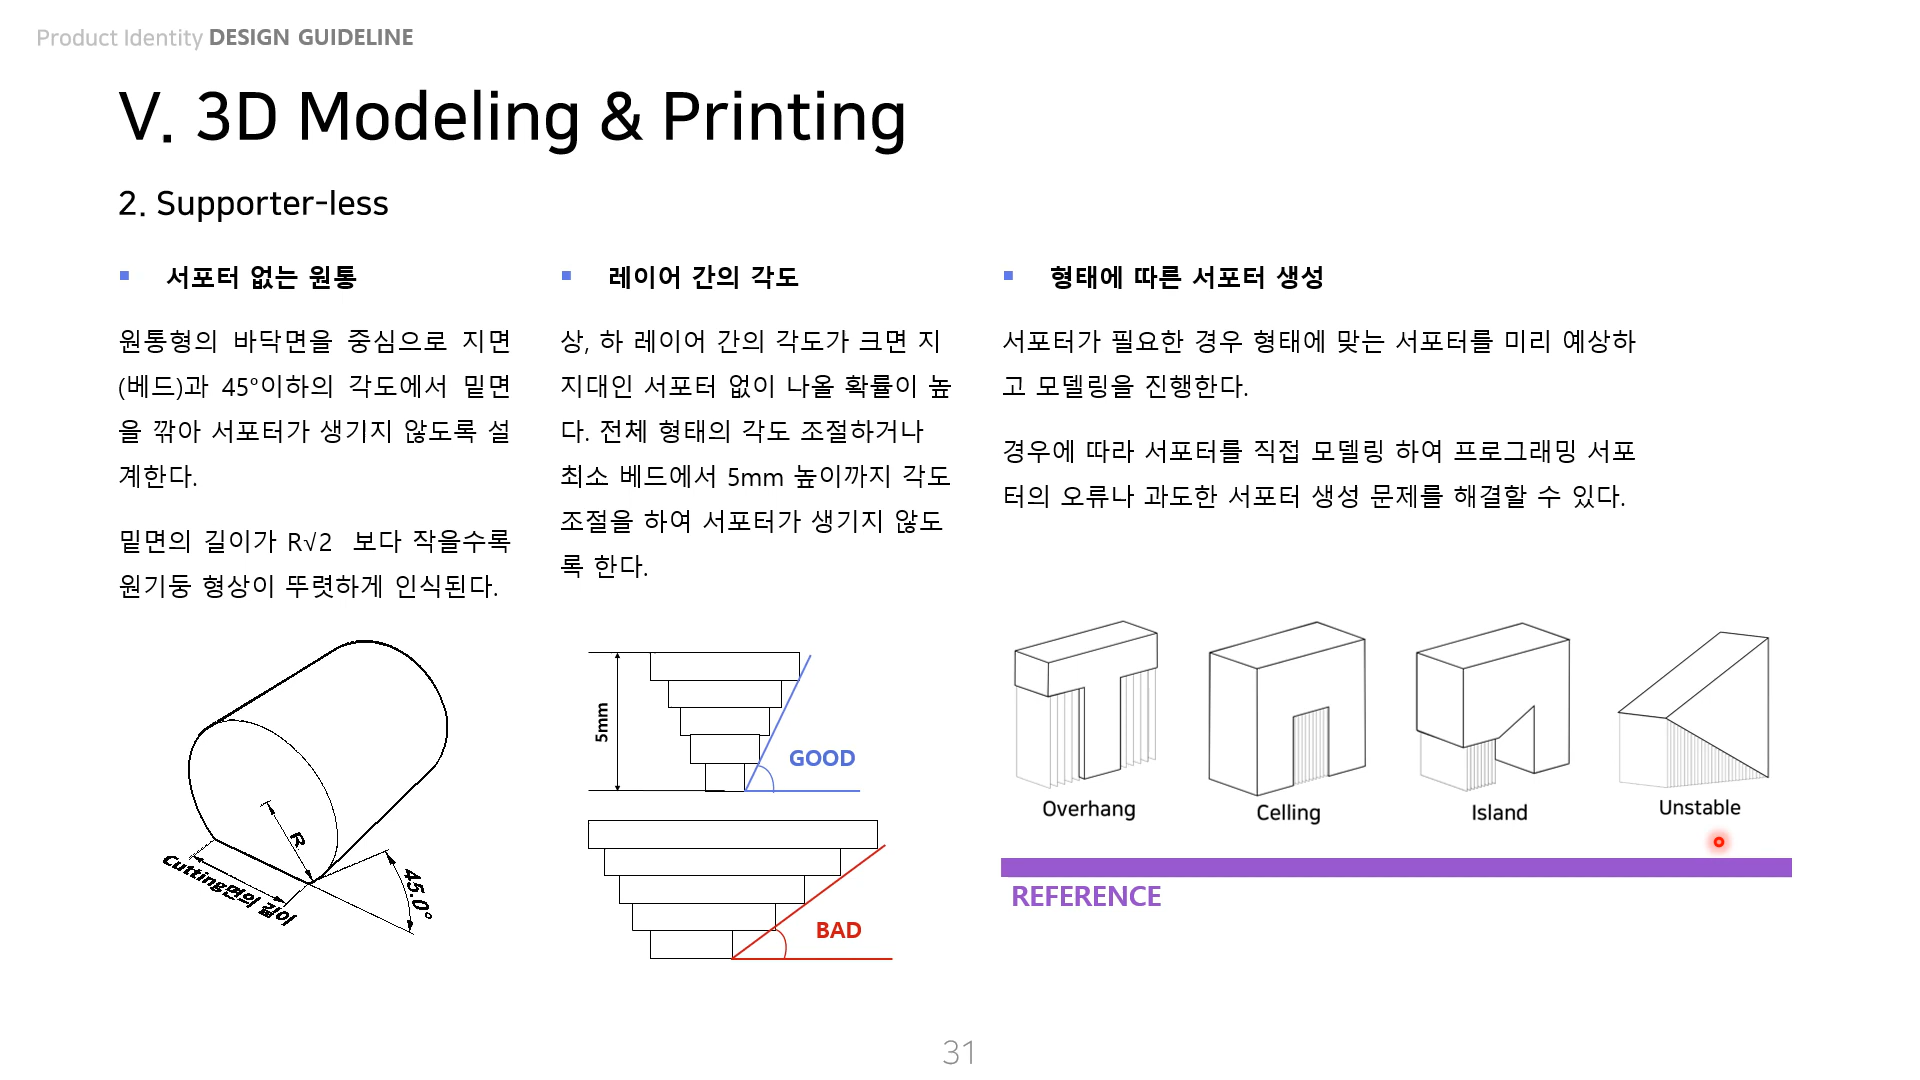 Product Identity DESIGN GUIDELINE
V. 3D Modeling & Printing
2. Supporter-less
▪ 서포터 없는 원통
원통형의 바닥면을 중심으로 지면
(베드)과 45°이하의 각도에서 밑면
을 깎아 서포터가 생기지 않도록 설
계한다.
밑면의 길이가 R√2 보다 작을수록
원기둥 형상이 뚜렷하게 인식된다.
R
Cutting면의 길이
45.0°
▪ 레이어 간의 각도
상, 하 레이어 간의 각도가 크면 지
지대인 서포터 없이 나올 확률이 높
다. 전체 형태의 각도 조절하거나
최소 베드에서 5mm 높이까지 각도
조절을 하여 서포터가 생기지 않도
록 한다.
5mm
GOOD
BAD
▪ 형태에 따른 서포터 생성
서포터가 필요한 경우 형태에 맞는 서포터를 미리 예상하
고 모델링을 진행한다.
경우에 따라 서포터를 직접 모델링 하여 프로그래밍 서포
터의 오류나 과도한 서포터 생성 문제를 해결할 수 있다.
Overhang
Celling
Island
Unstable
REFERENCE
31